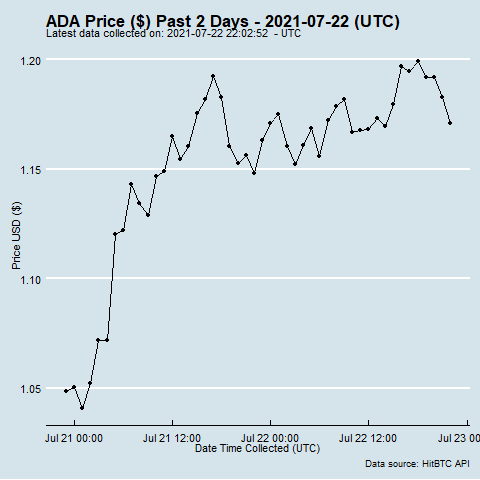 ADA Price ($) Past 2 Days - 2021-07-22 (UTC)
Latest data collected on: 2021-07-22 22:02:52 - UTC
1.20
1.15
1.10
1.05
Price USD ($)
Jul 21 00:00 Jul 21 12:00 Jul 22 00:00 Jul 22 12:00 Jul 23 00
Date Time Collected (UTC)
Data source: HitBTC API